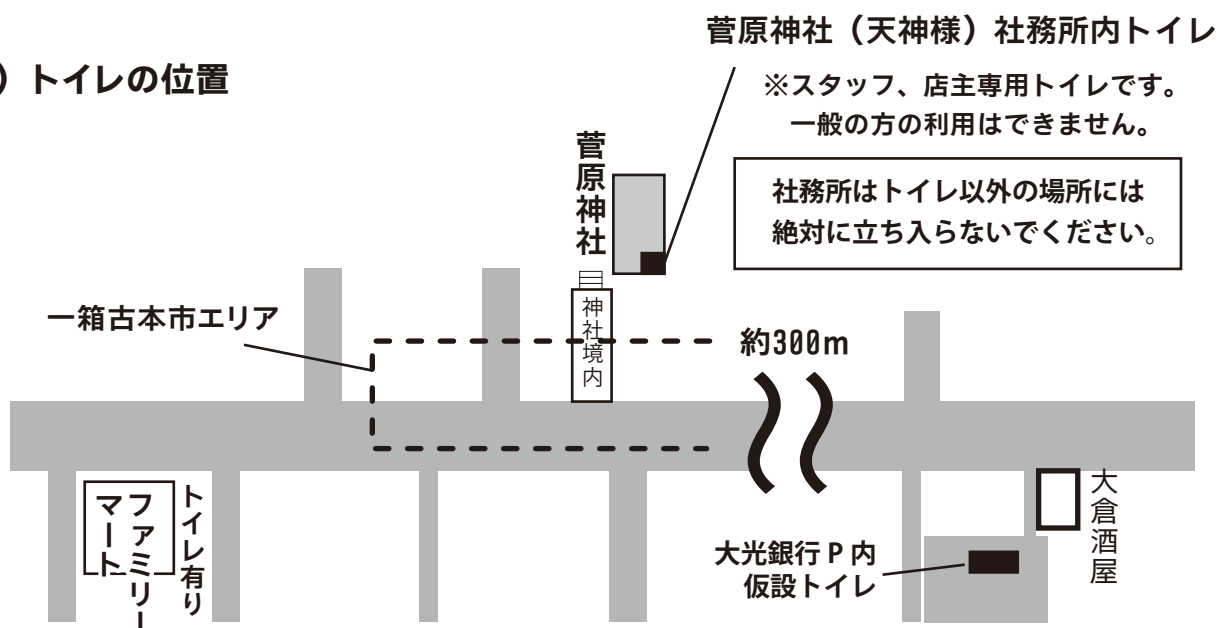 ）トイレの位置
菅原神社（天神様）社務所内トイレ
※スタッフ、店主専用トイレです。
一般の方の利用はできません。
社務所はトイレ以外の場所には
絶対に立ち入らないでください。
菅原神社
神社境内
一箱古本市エリア
約300m
ファミリー
マート
トイレ有り
大光銀行 P 内
仮設トイレ
大倉酒屋